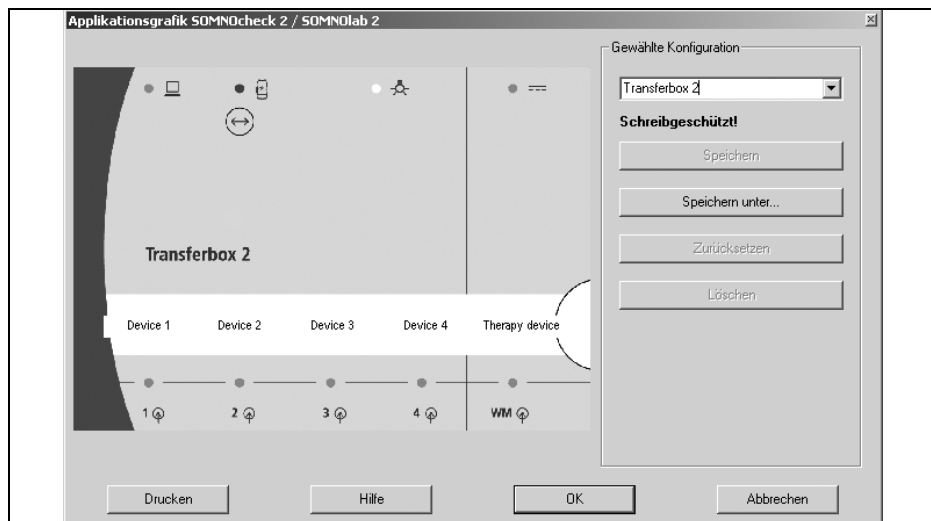 Applikationsgrafik SOMNOcheck 2 / SOMNOlab 2
Gewählte Konfiguration
Transferbox 2
Schreibgeschützt!
Speichern
Speichern unter...
Zurücksetzen
Löschen
Transferbox 2
Device 1 Device 2 Device 3 Device 4 Therapy device
1 2 3 4 WM
Drucken Hilfe OK Abbrechen